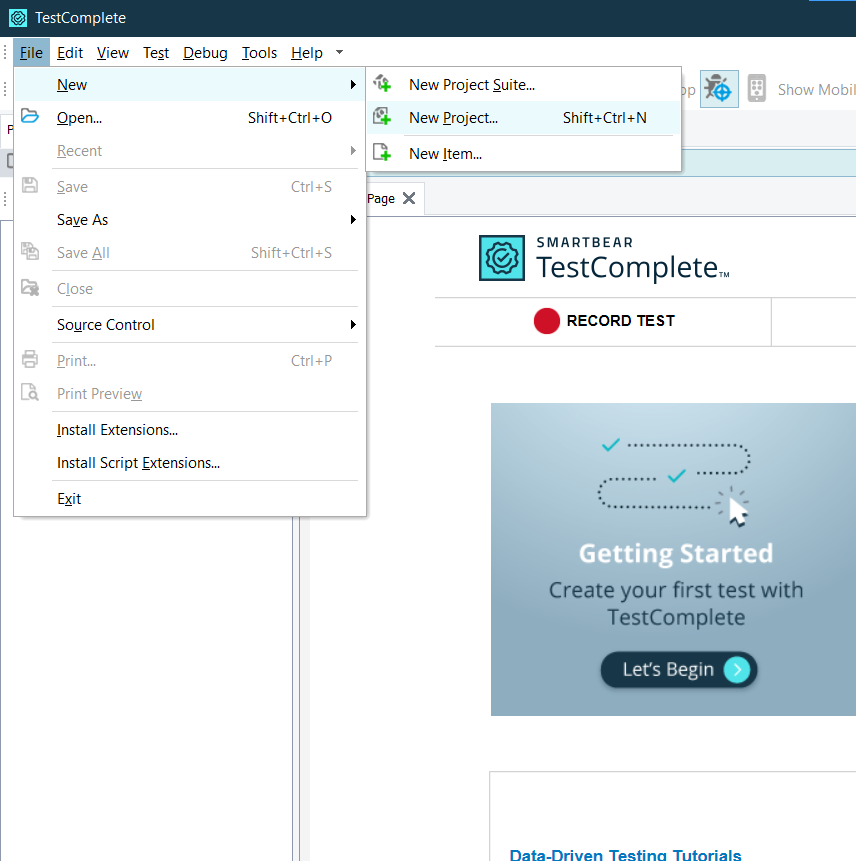 TestComplete
File Edit View Test Debug Tools Help
New
Open... Shift+Ctrl+O
Recent
Save Ctrl+S
Save As
Save All Shift+Ctrl+S
Close
Source Control
Print... Ctrl+P
Print Preview
Install Extensions...
Install Script Extensions...
Exit
New Project Suite...
New Project... Shift+Ctrl+N
New Item...
Page
SMARTBEAR
TestComplete™
RECORD TEST
Getting Started
Create your first test with
TestComplete
Let's Begin
Data-Driven Testing Tutorials
Show